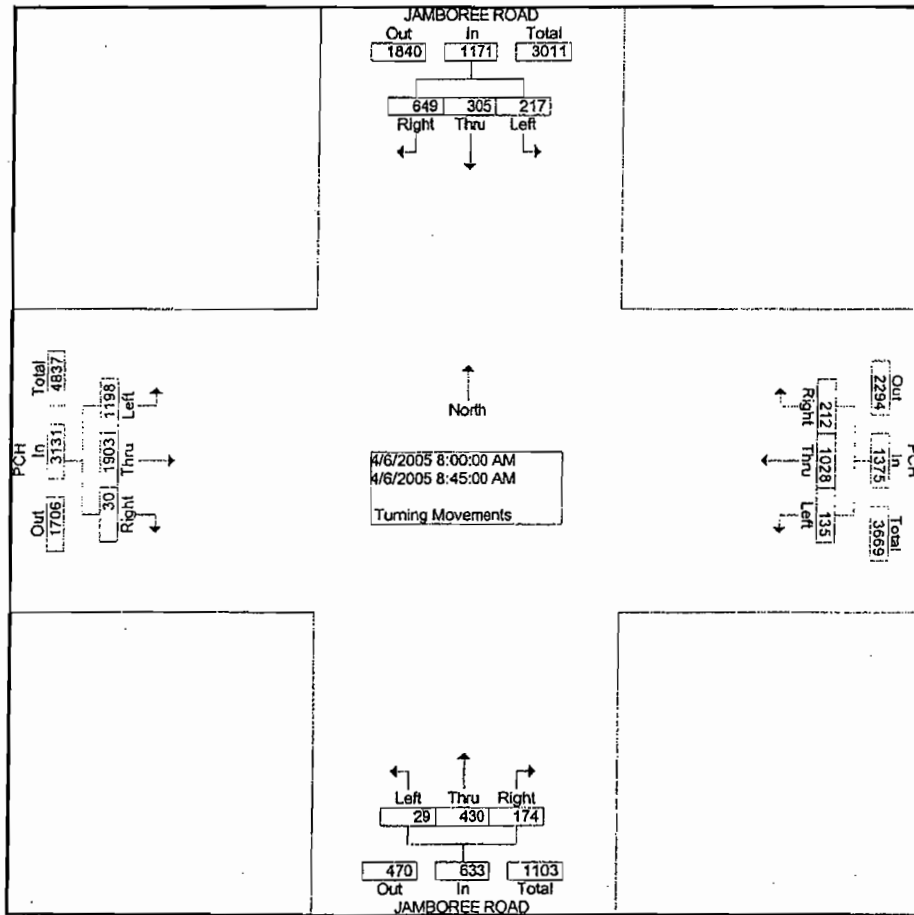 JAMBOREE ROAD
Out In Total
1840 1171 3011
649 305 217
Right Thru Left
PCH
Total In Out
4837 3131 1706
1198 1903 30
Left Thru Right
North
4/6/2005 8:00:00 AM
4/6/2005 8:45:00 AM
Turning Movements
Right Thru Left
212 1028 135
2294 1375 3669
Out In Total
PCH
Left Thru Right
29 430 174
470 633 1103
Out In Total
JAMBOREE ROAD